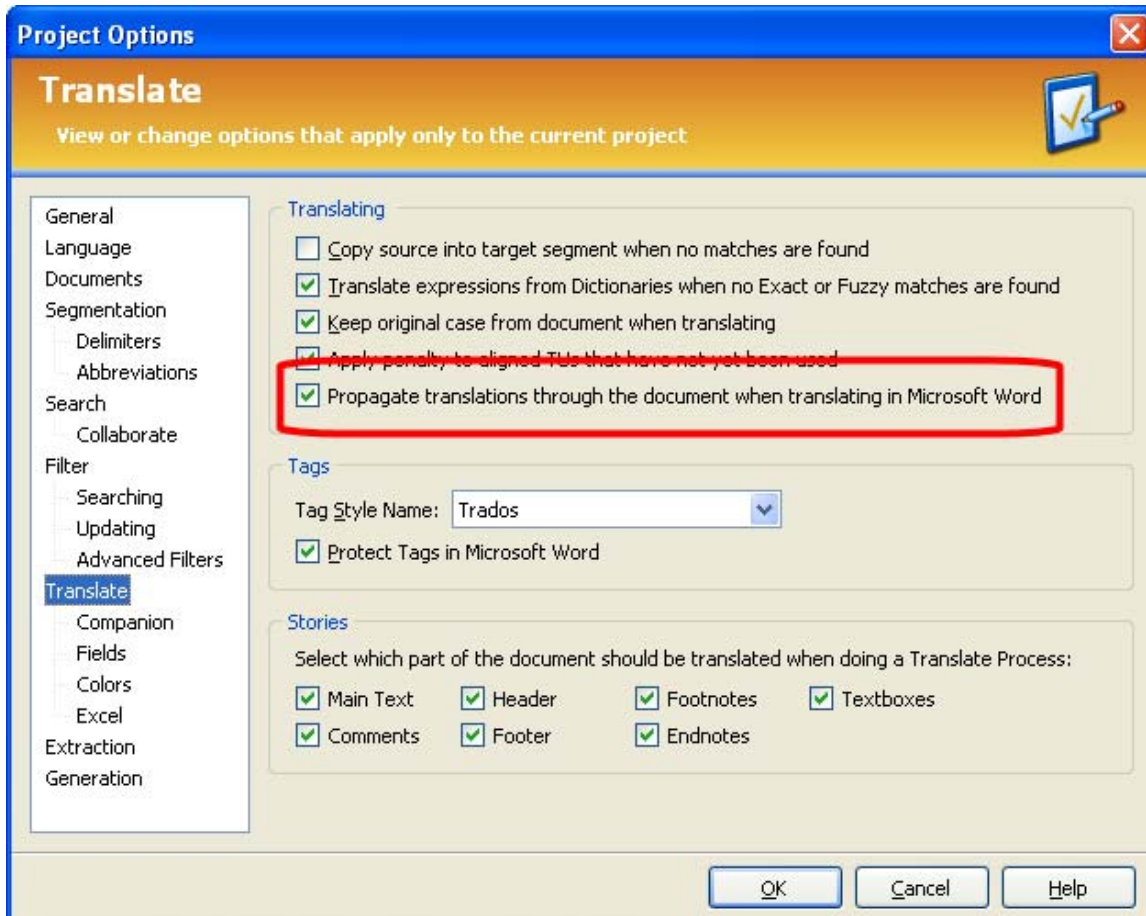 Project Options
Translate
View or change options that apply only to the current project
General
Language
Documents
Segmentation
Delimiters
Abbreviations
Search
Collaborate
Filter
Searching
Updating
Advanced Filters
Translate
Companion
Fields
Colors
Excel
Extraction
Generation
Translating
Copy source into target segment when no matches are found
Translate expressions from Dictionaries when no Exact or Fuzzy matches are found
Keep original case from document when translating
Apply penalty to aligned TUs that have not yet been used
Propagate translations through the document when translating in Microsoft Word
Tags
Tag Style Name: Trados
Protect Tags in Microsoft Word
Stories
Select which part of the document should be translated when doing a Translate Process:
Main Text Header Footnotes Textboxes
Comments Footer Endnotes
OK Cancel Help